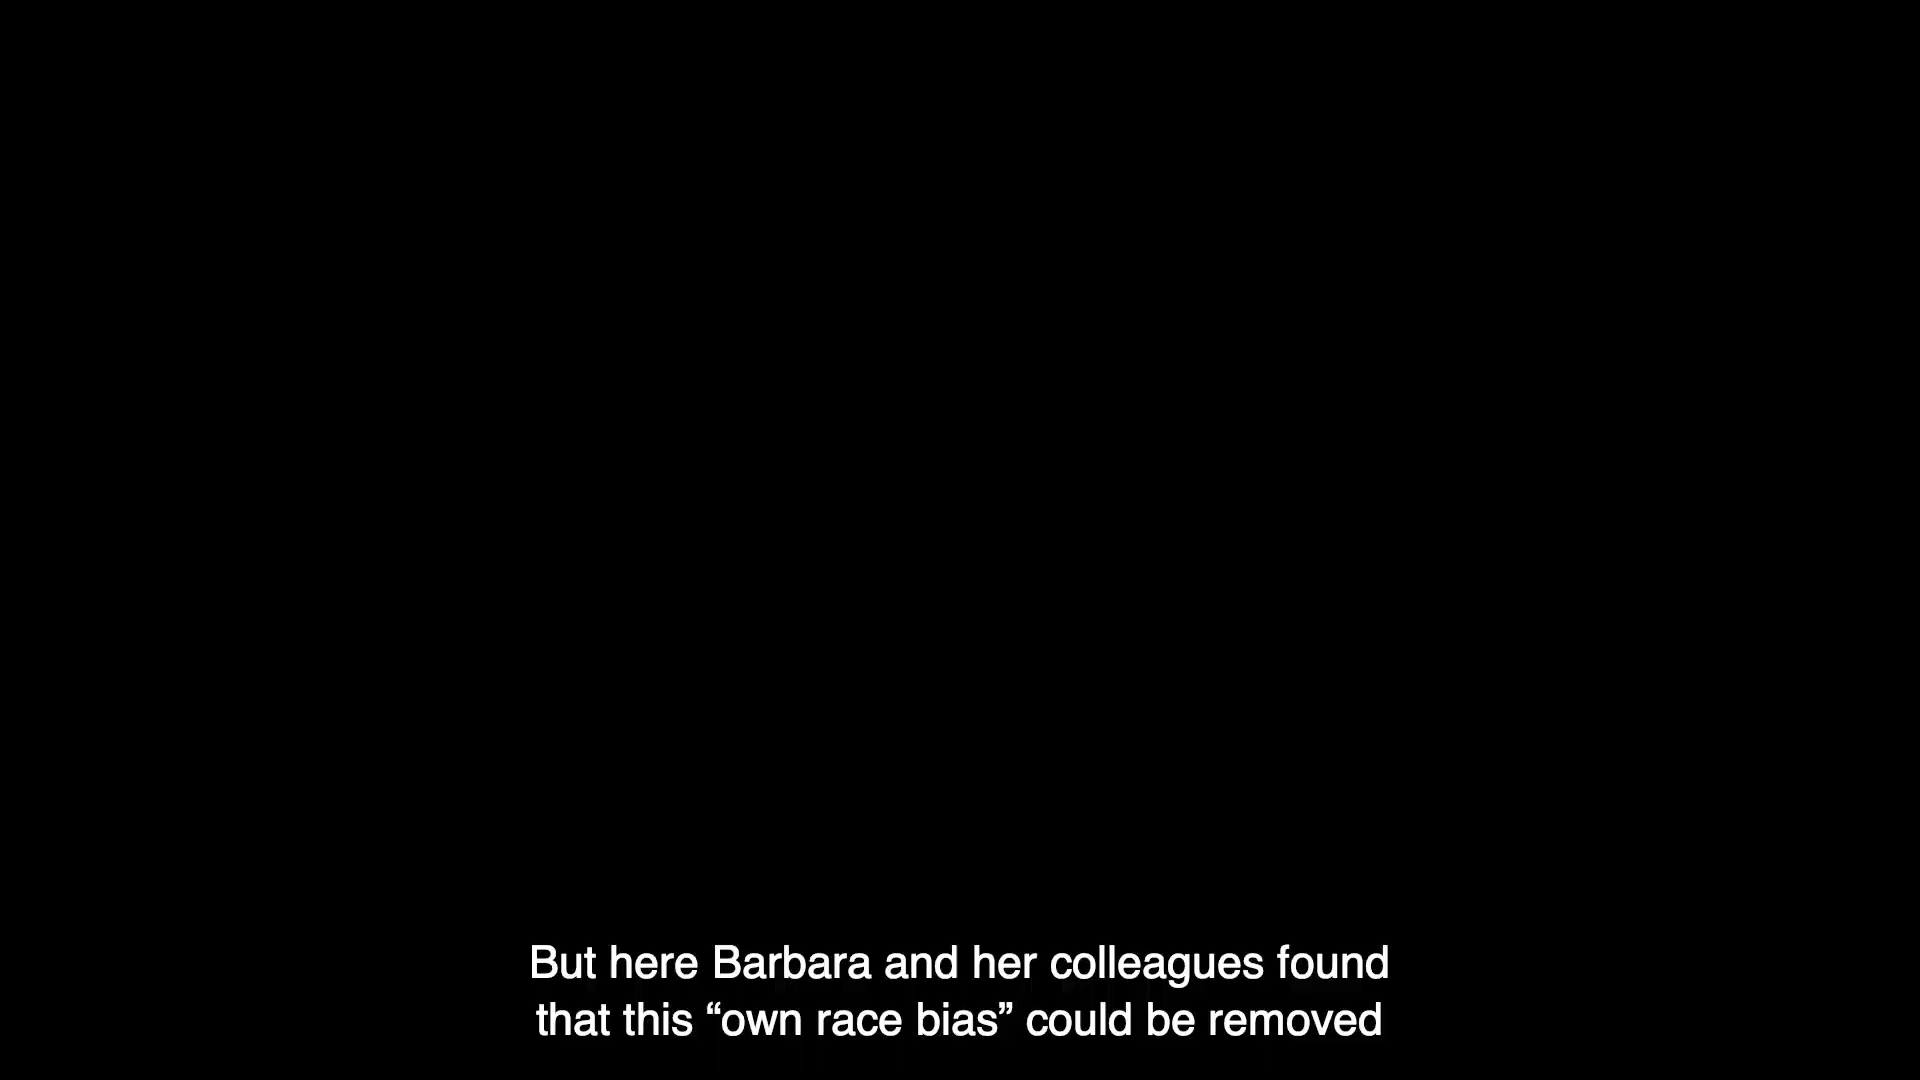 But here Barbara and her colleagues found
that this “own race bias” could be removed